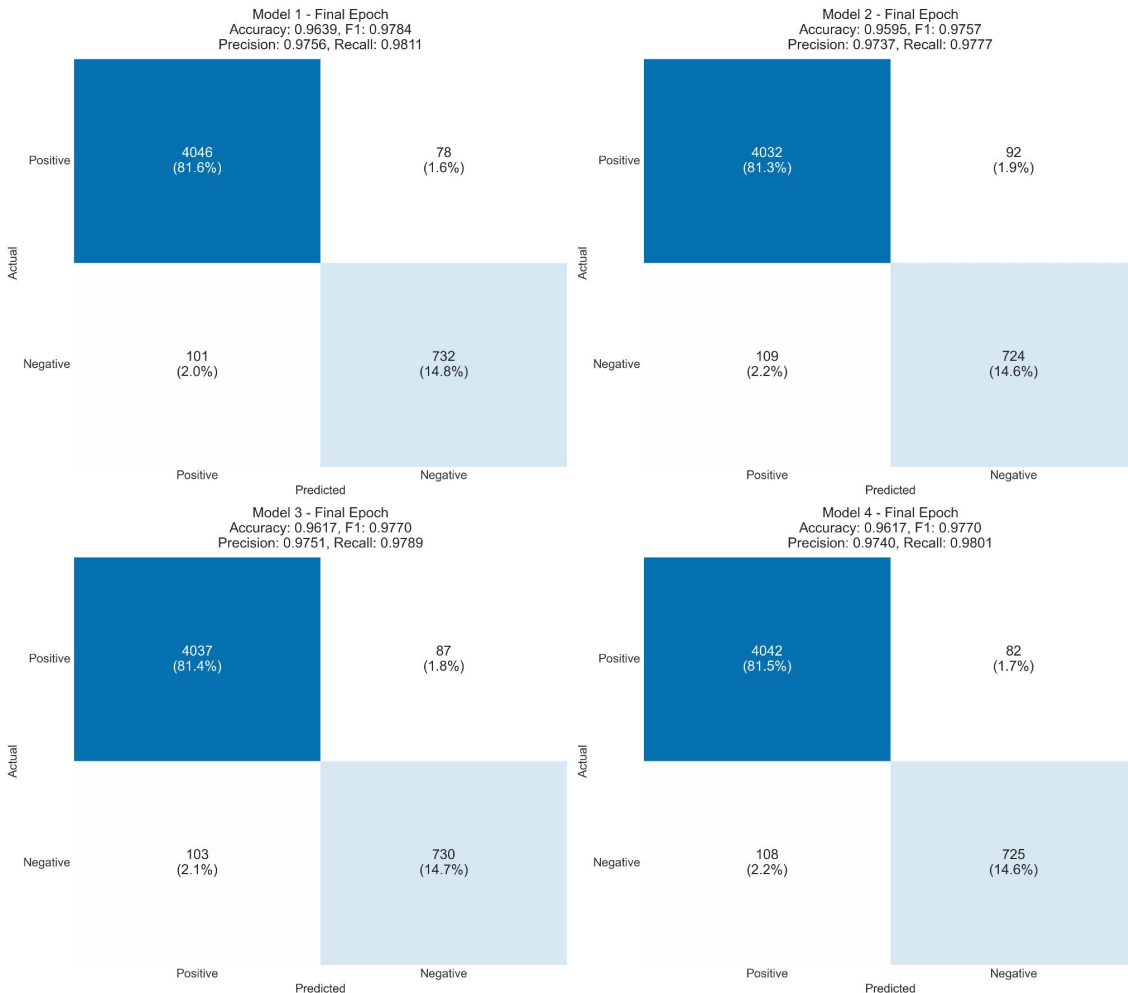 Model 1 - Final Epoch
Accuracy: 0.9639, F1: 0.9784
Precision: 0.9756, Recall: 0.9811
Actual
Positive
4046
(81.6%)
78
(1.6%)
Negative
101
(2.0%)
732
(14.8%)
Positive
Negative
Predicted
Model 2 - Final Epoch
Accuracy: 0.9595, F1: 0.9757
Precision: 0.9737, Recall: 0.9777
Actual
Positive
4032
(81.3%)
92
(1.9%)
Negative
109
(2.2%)
724
(14.6%)
Positive
Negative
Predicted
Model 3 - Final Epoch
Accuracy: 0.9617, F1: 0.9770
Precision: 0.9751, Recall: 0.9789
Actual
Positive
4037
(81.4%)
87
(1.8%)
Negative
103
(2.1%)
730
(14.7%)
Positive
Negative
Predicted
Model 4 - Final Epoch
Accuracy: 0.9617, F1: 0.9770
Precision: 0.9740, Recall: 0.9801
Actual
Positive
4042
(81.5%)
82
(1.7%)
Negative
108
(2.2%)
725
(14.6%)
Positive
Negative
Predicted